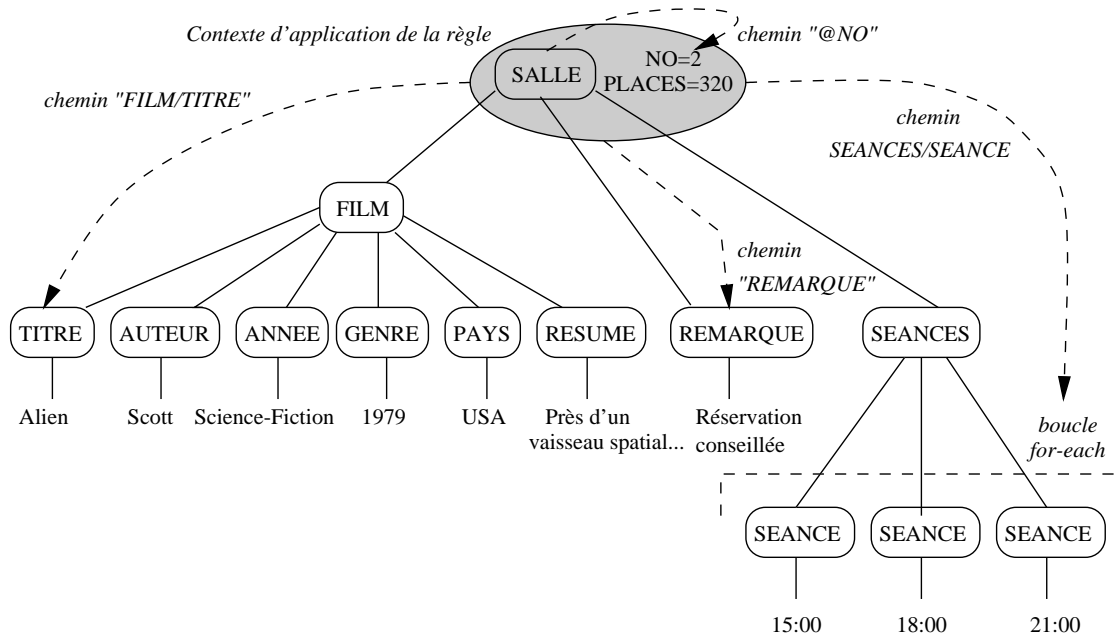 Contexte d'application de la règle
chemin "@NO"
NO=2
SALLE
PLACES=320
chemin "FILM/TITRE"
chemin
SEANCES/SEANCE
FILM
chemin
"REMARQUE"
TITRE
AUTEUR
ANNEE
GENRE
PAYS
RESUME
REMARQUE
SEANCES
Alien
Scott
Science-Fiction
1979
USA
Près d'un
vaisseau spatial...
Réservation
conseillée
boucle
for-each
SEANCE
SEANCE
SEANCE
15:00
18:00
21:00